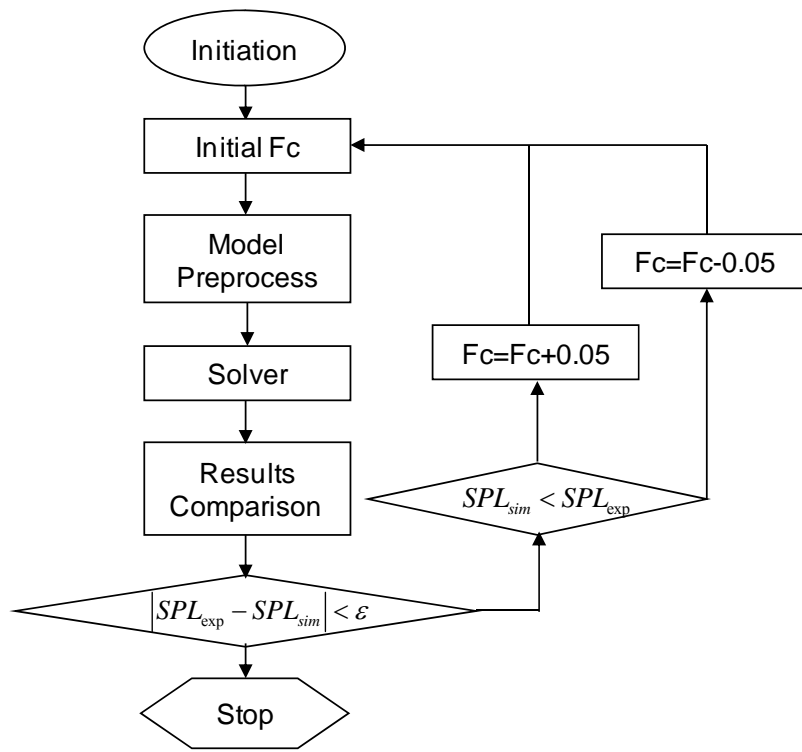 Initiation
Initial Fc
Model
Preprocess
Fc=Fc-0.05
Solver
Fc=Fc+0.05
Results
Comparison
SPL_sim < SPL_exp
|SPL_exp − SPL_sim| < ε
Stop